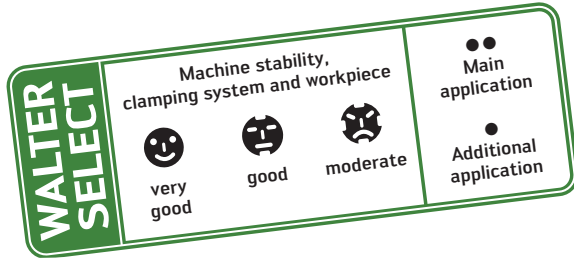 WALTER
SELECT
Machine stability,
clamping system and workpiece
very
good
good
moderate
Main
application
Additional
application